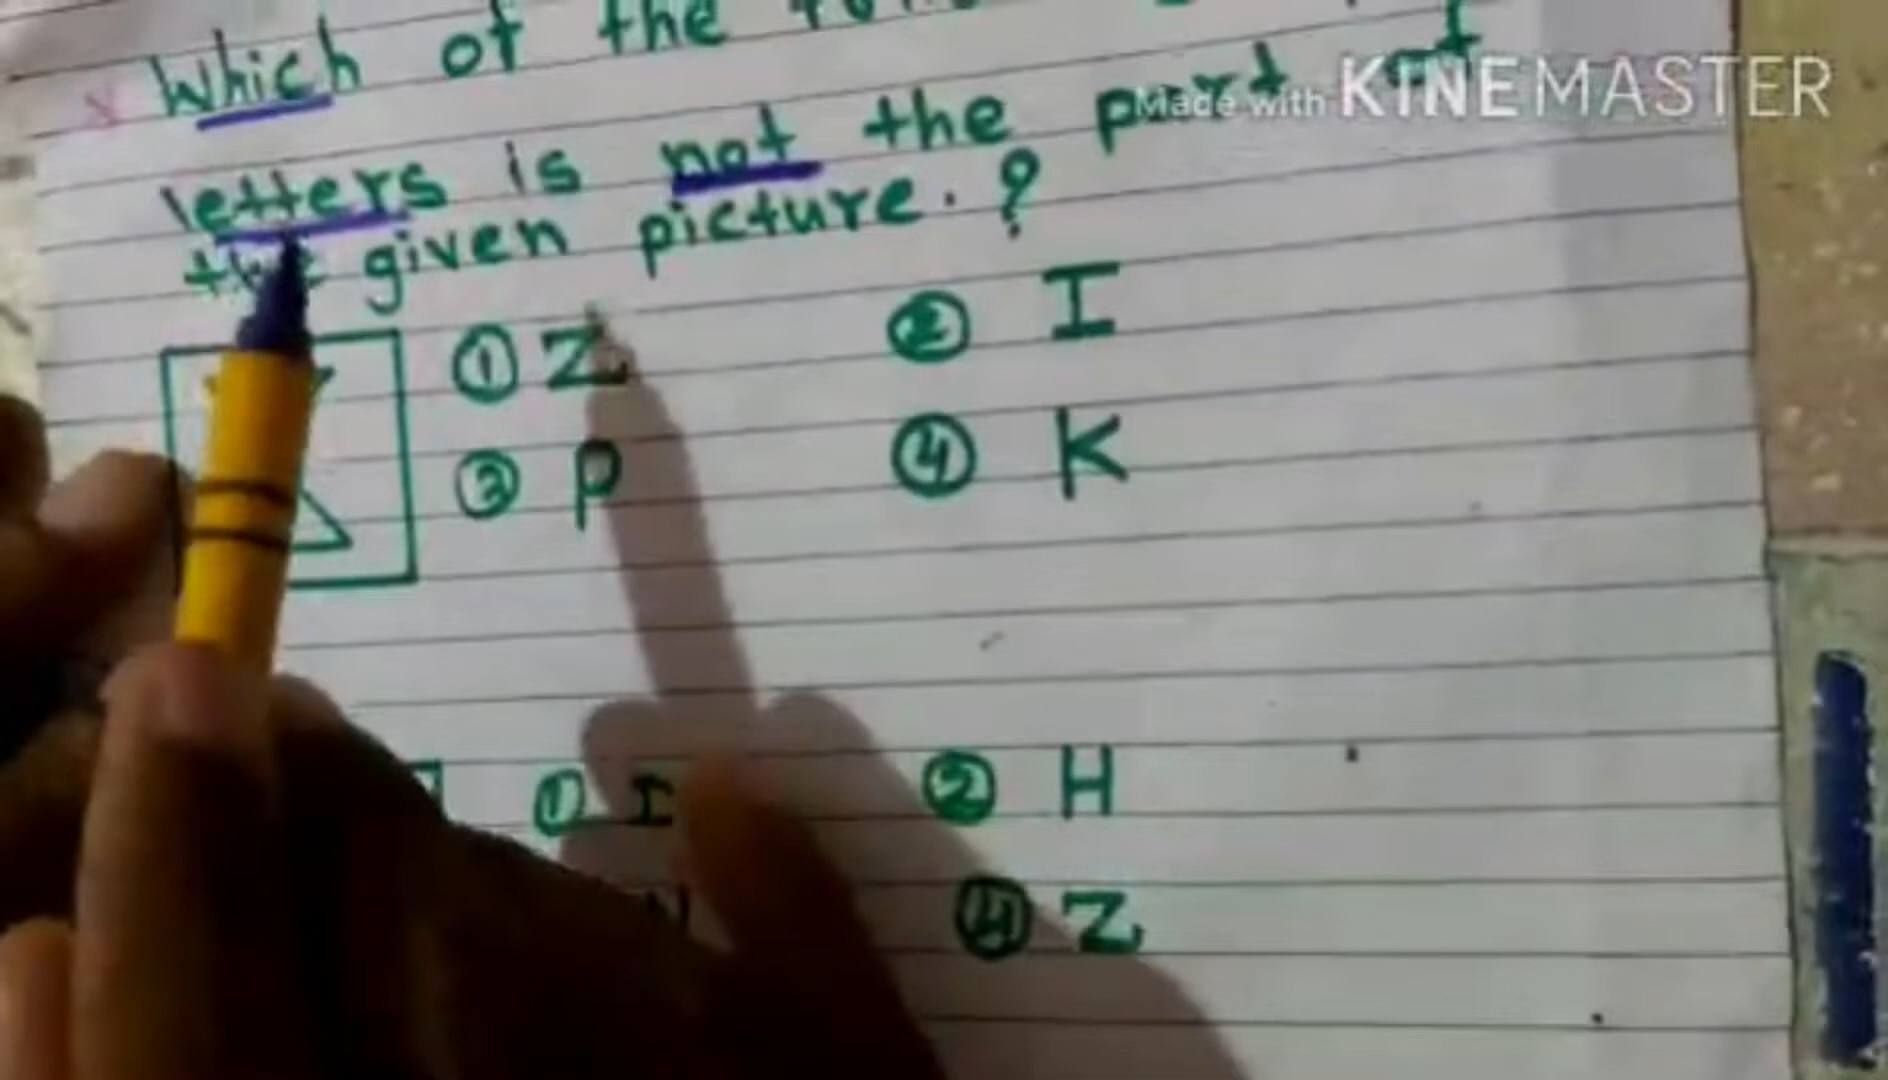 Which of the
letters is not the part of
the given picture. ?
① Z ② I
③ P ④ K
① I ② H
④ Z
Made with KINEMASTER